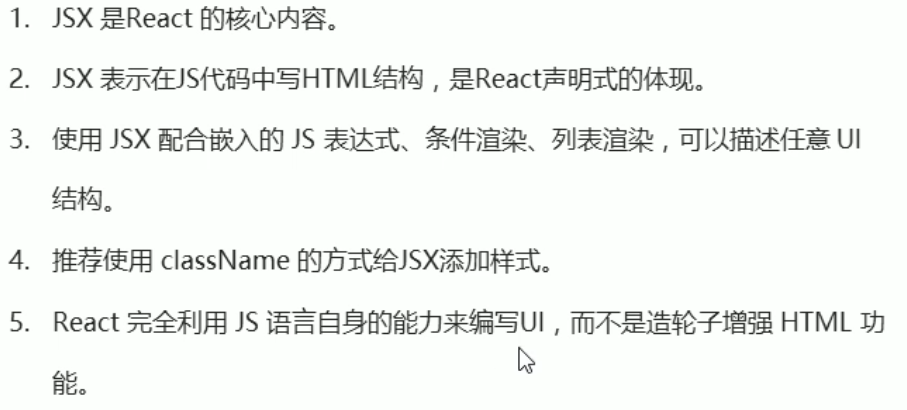 1. JSX 是React 的核心内容。
2. JSX 表示在JS代码中写HTML结构，是React声明式的体现。
3. 使用 JSX 配合嵌入的 JS 表达式、条件渲染、列表渲染，可以描述任意 UI
结构。
4. 推荐使用 className 的方式给JSX添加样式。
5. React 完全利用 JS 语言自身的能力来编写UI，而不是造轮子增强 HTML 功
能。